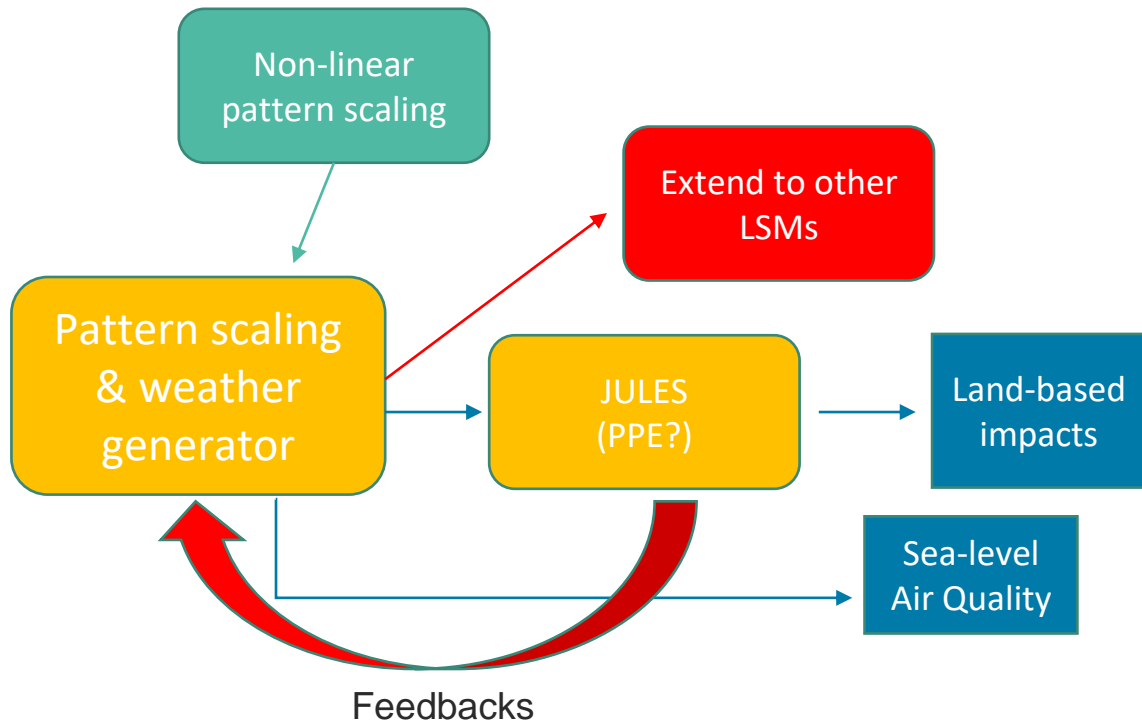 Non-linear
pattern scaling
Extend to other
LSMs
Pattern scaling
& weather
generator
JULES
(PPE?)
Land-based
impacts
Sea-level
Air Quality
Feedbacks